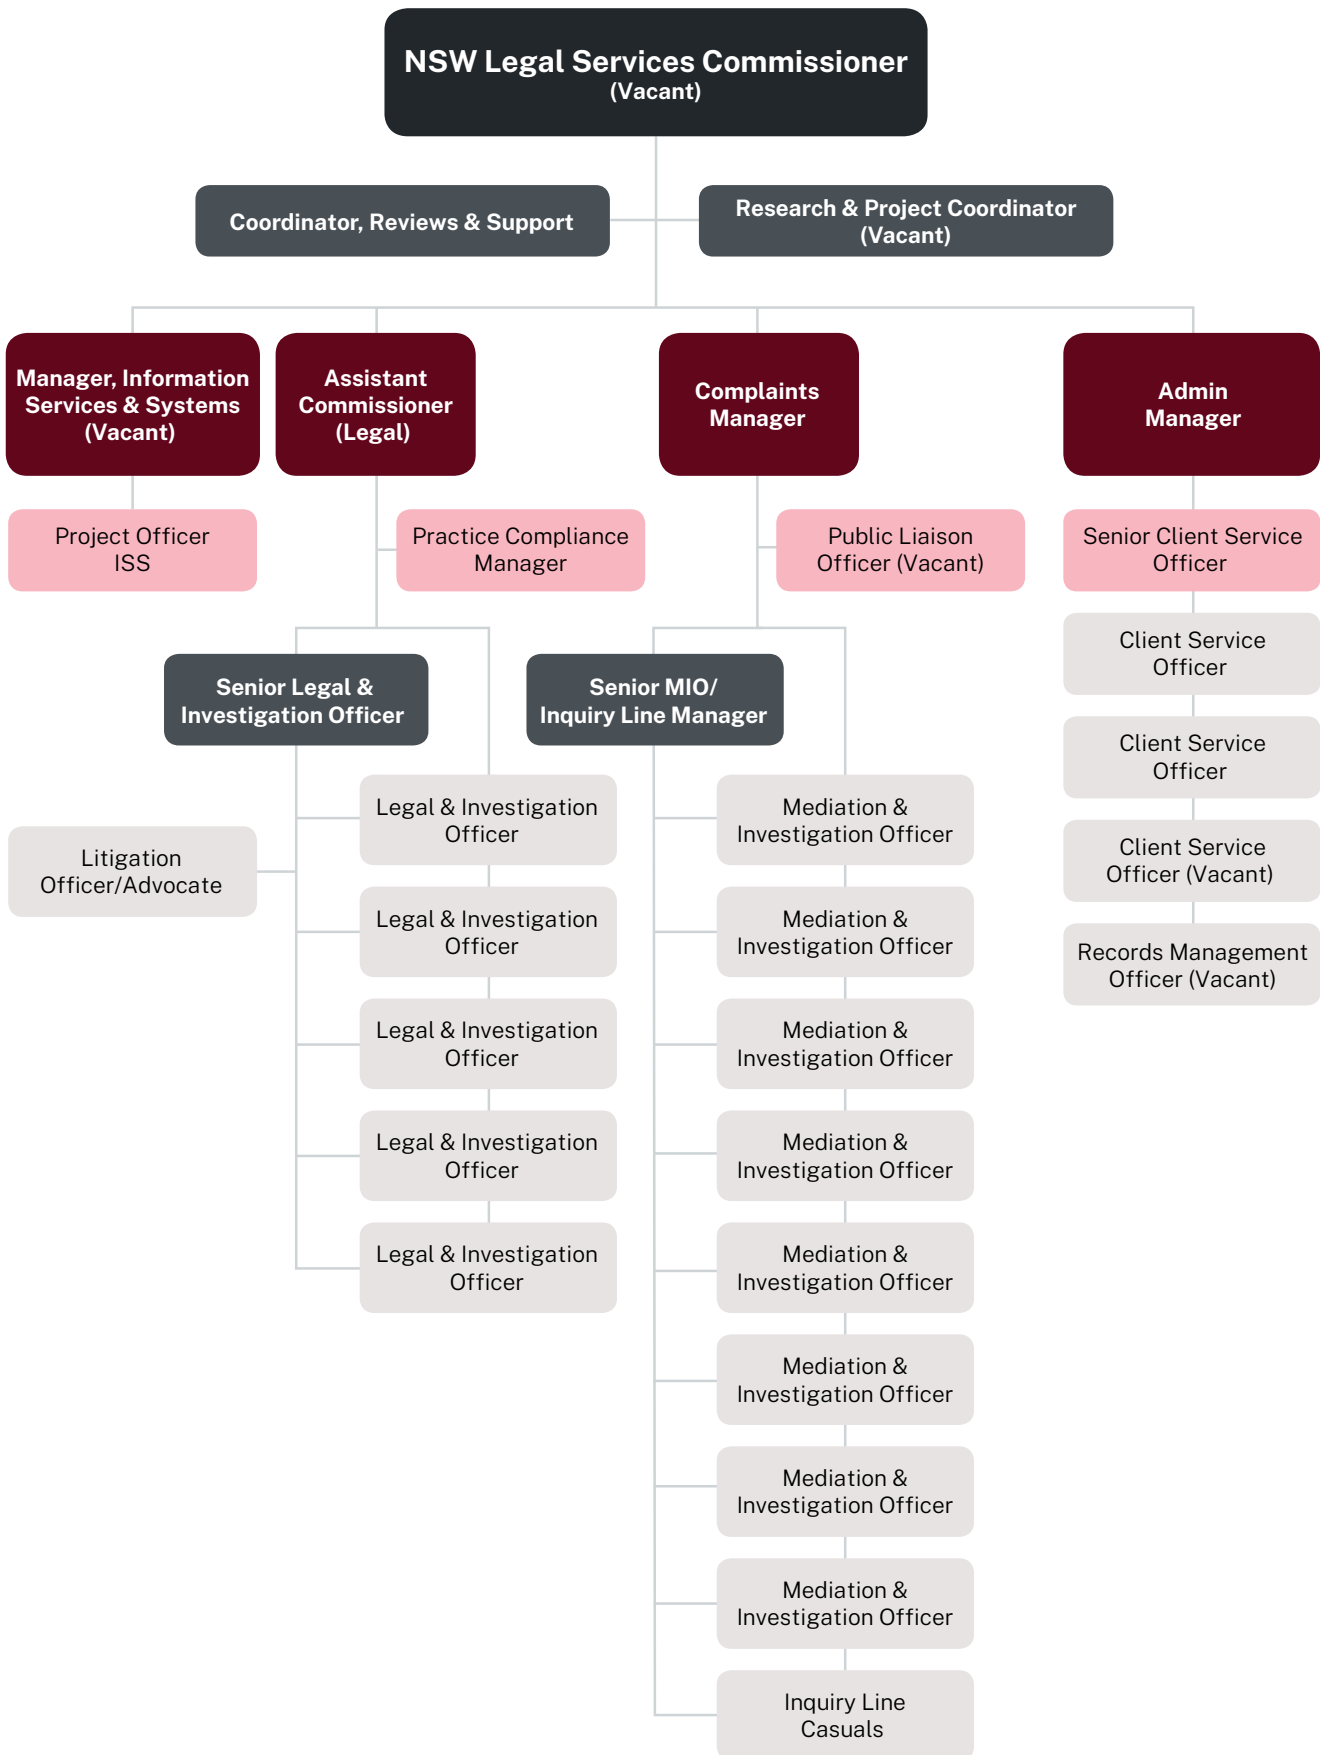 NSW Legal Services Commissioner
(Vacant)
Coordinator, Reviews & Support
Research & Project Coordinator
(Vacant)
Manager, Information
Services & Systems
(Vacant)
Assistant
Commissioner
(Legal)
Complaints
Manager
Admin
Manager
Project Officer
ISS
Practice Compliance
Manager
Public Liaison
Officer (Vacant)
Senior Client Service
Officer
Client Service
Officer
Client Service
Officer
Client Service
Officer (Vacant)
Records Management
Officer (Vacant)
Senior Legal &
Investigation Officer
Senior MIO/
Inquiry Line Manager
Litigation
Officer/Advocate
Legal & Investigation
Officer
Legal & Investigation
Officer
Legal & Investigation
Officer
Legal & Investigation
Officer
Legal & Investigation
Officer
Mediation &
Investigation Officer
Mediation &
Investigation Officer
Mediation &
Investigation Officer
Mediation &
Investigation Officer
Mediation &
Investigation Officer
Mediation &
Investigation Officer
Mediation &
Investigation Officer
Mediation &
Investigation Officer
Inquiry Line
Casuals